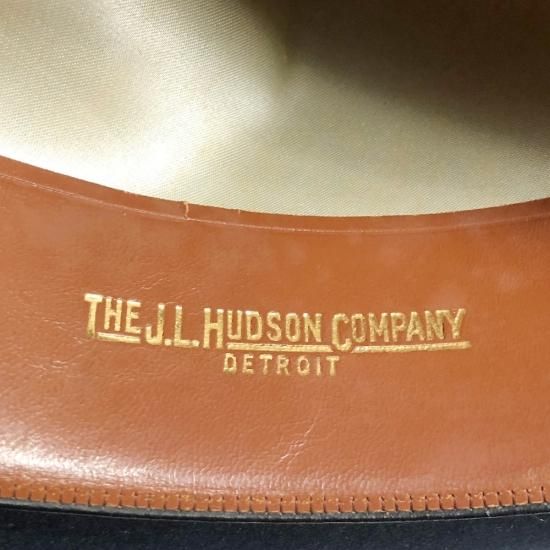 THE J.L. HUDSON COMPANY
DETROIT